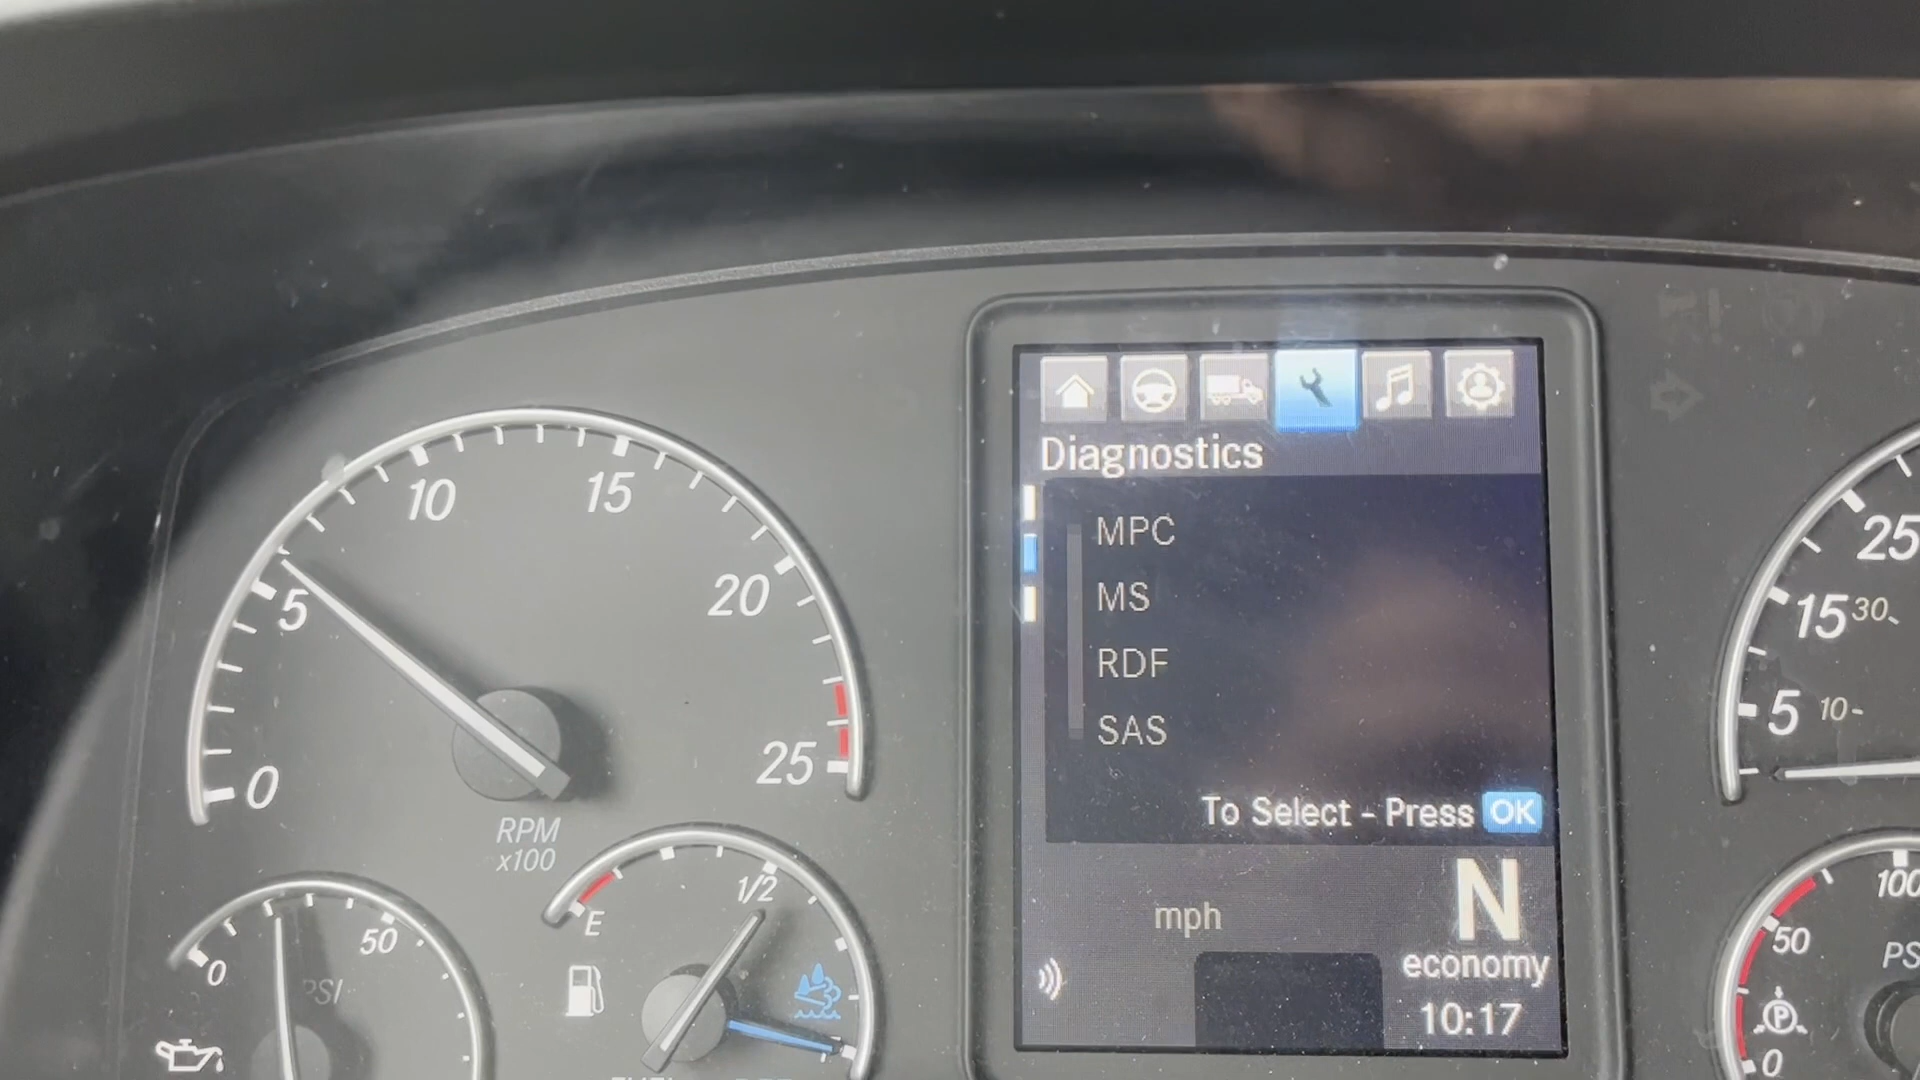 Diagnostics
MPC
MS
RDF
SAS
To Select - Press OK
N
mph
economy
10:17
0
5
10
15
20
25
RPM
x100
0
50
PSI
E
1/2
5
10
15
30
25
50
100
0
P